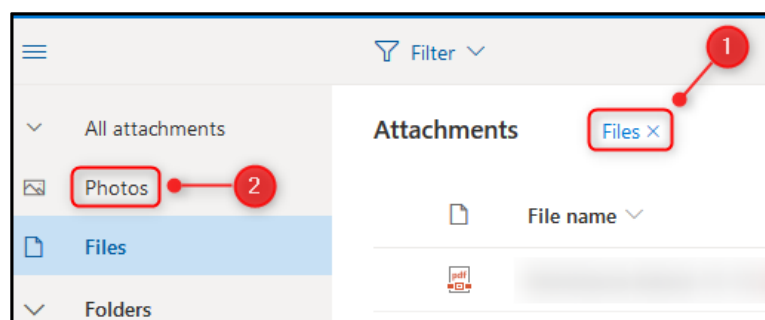 Filter
1
All attachments
Attachments Files ×
Photos 2
File name
Files
pdf
Folders